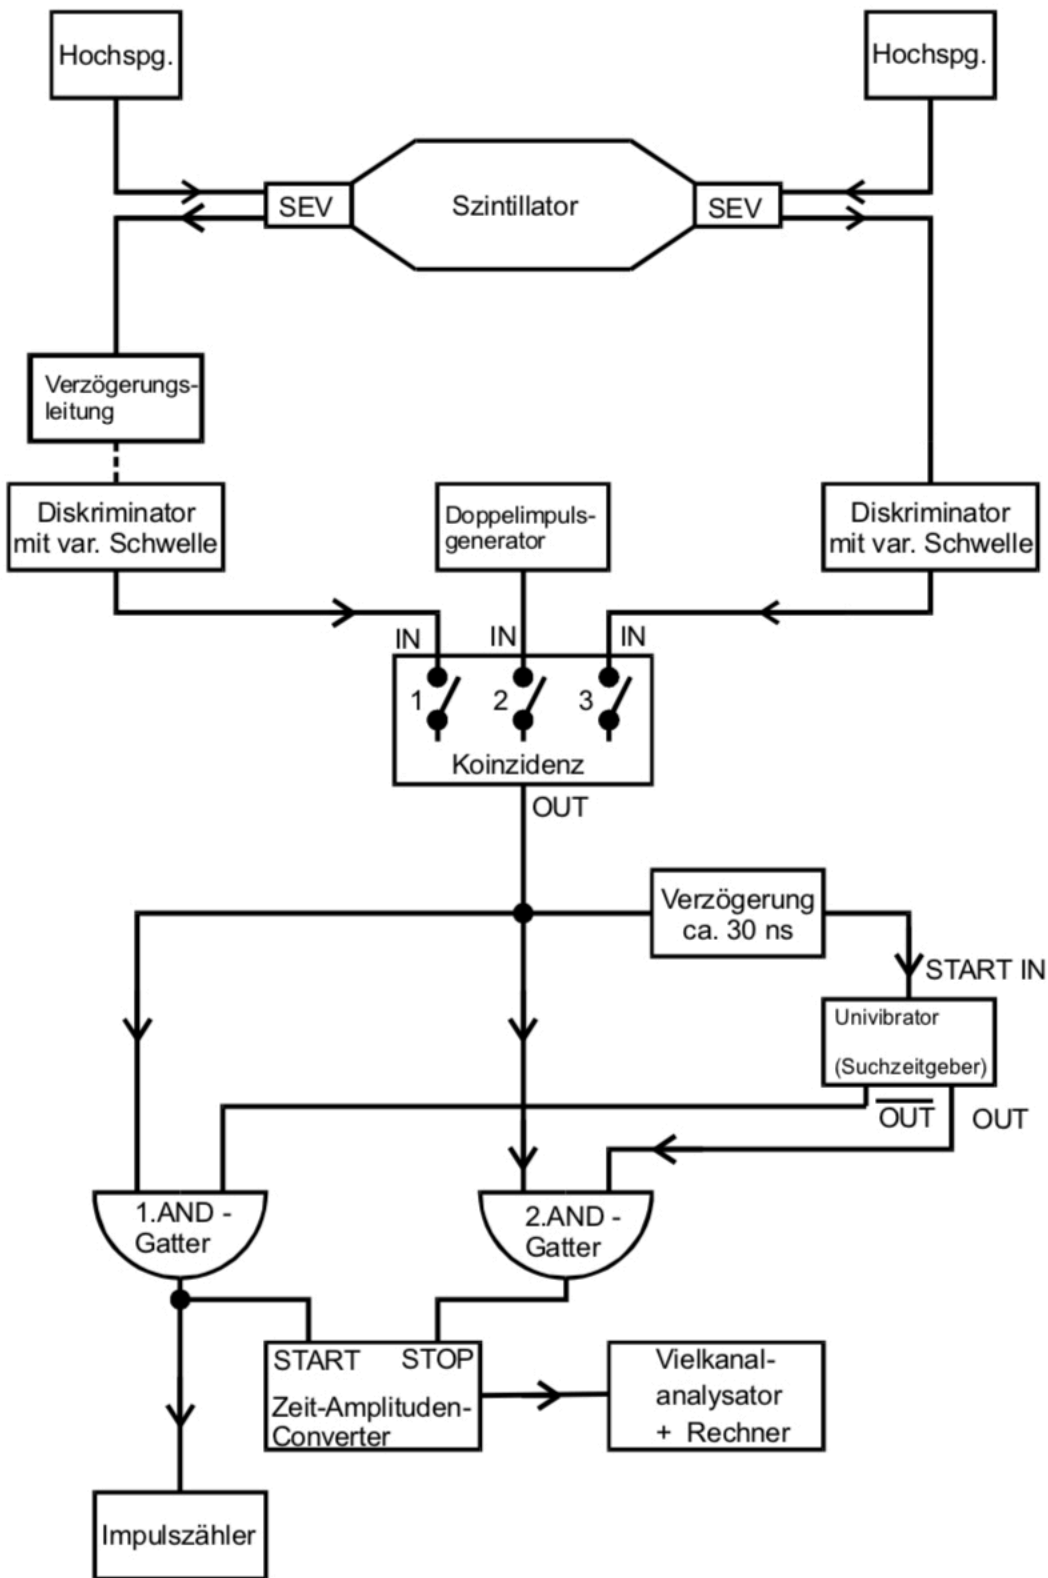 Hochspg.
Hochspg.
SEV
Szintillator
SEV
Verzögerungs-
leitung
Diskriminator
mit var. Schwelle
Doppelimpuls-
generator
Diskriminator
mit var. Schwelle
IN
IN
IN
1
2
3
Koinzidenz
OUT
Verzögerung
ca. 30 ns
START IN
Univibrator
(Suchzeitgeber)
OUT
OUT
1.AND -
Gatter
2.AND -
Gatter
START
STOP
Zeit-Amplituden-
Converter
Vielkanal-
analysator
+ Rechner
Impulszähler